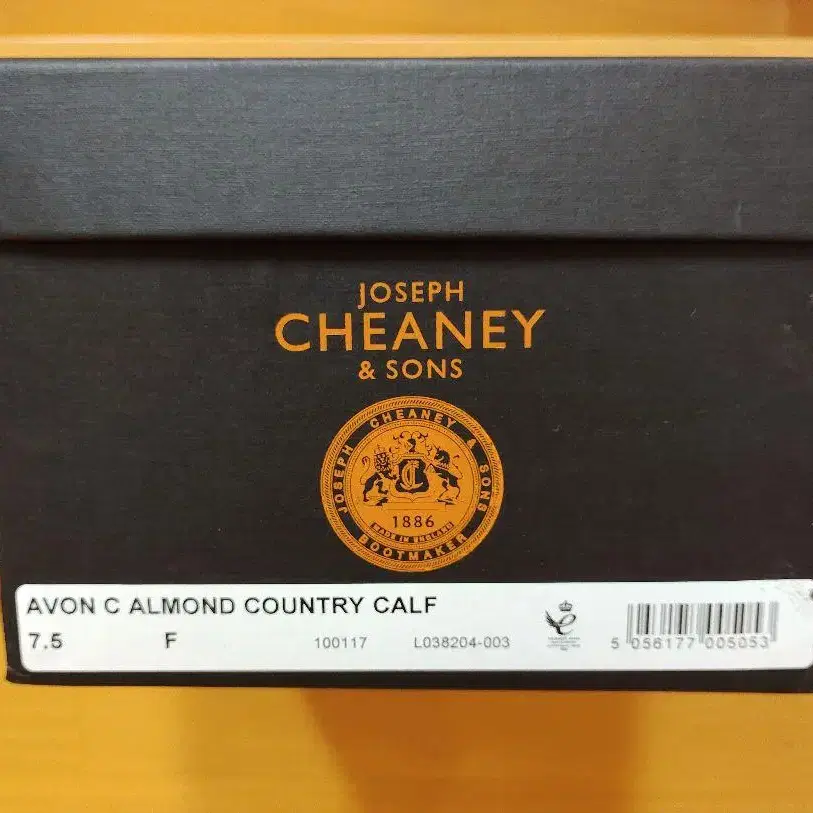 JOSEPH
CHEANEY
& SONS
JOSEPH CHEANEY & SONS
1886
MADE IN ENGLAND
BOOTMAKER
AVON C ALMOND COUNTRY CALF
7.5 F 100117 L038204-003
5 056177 005053